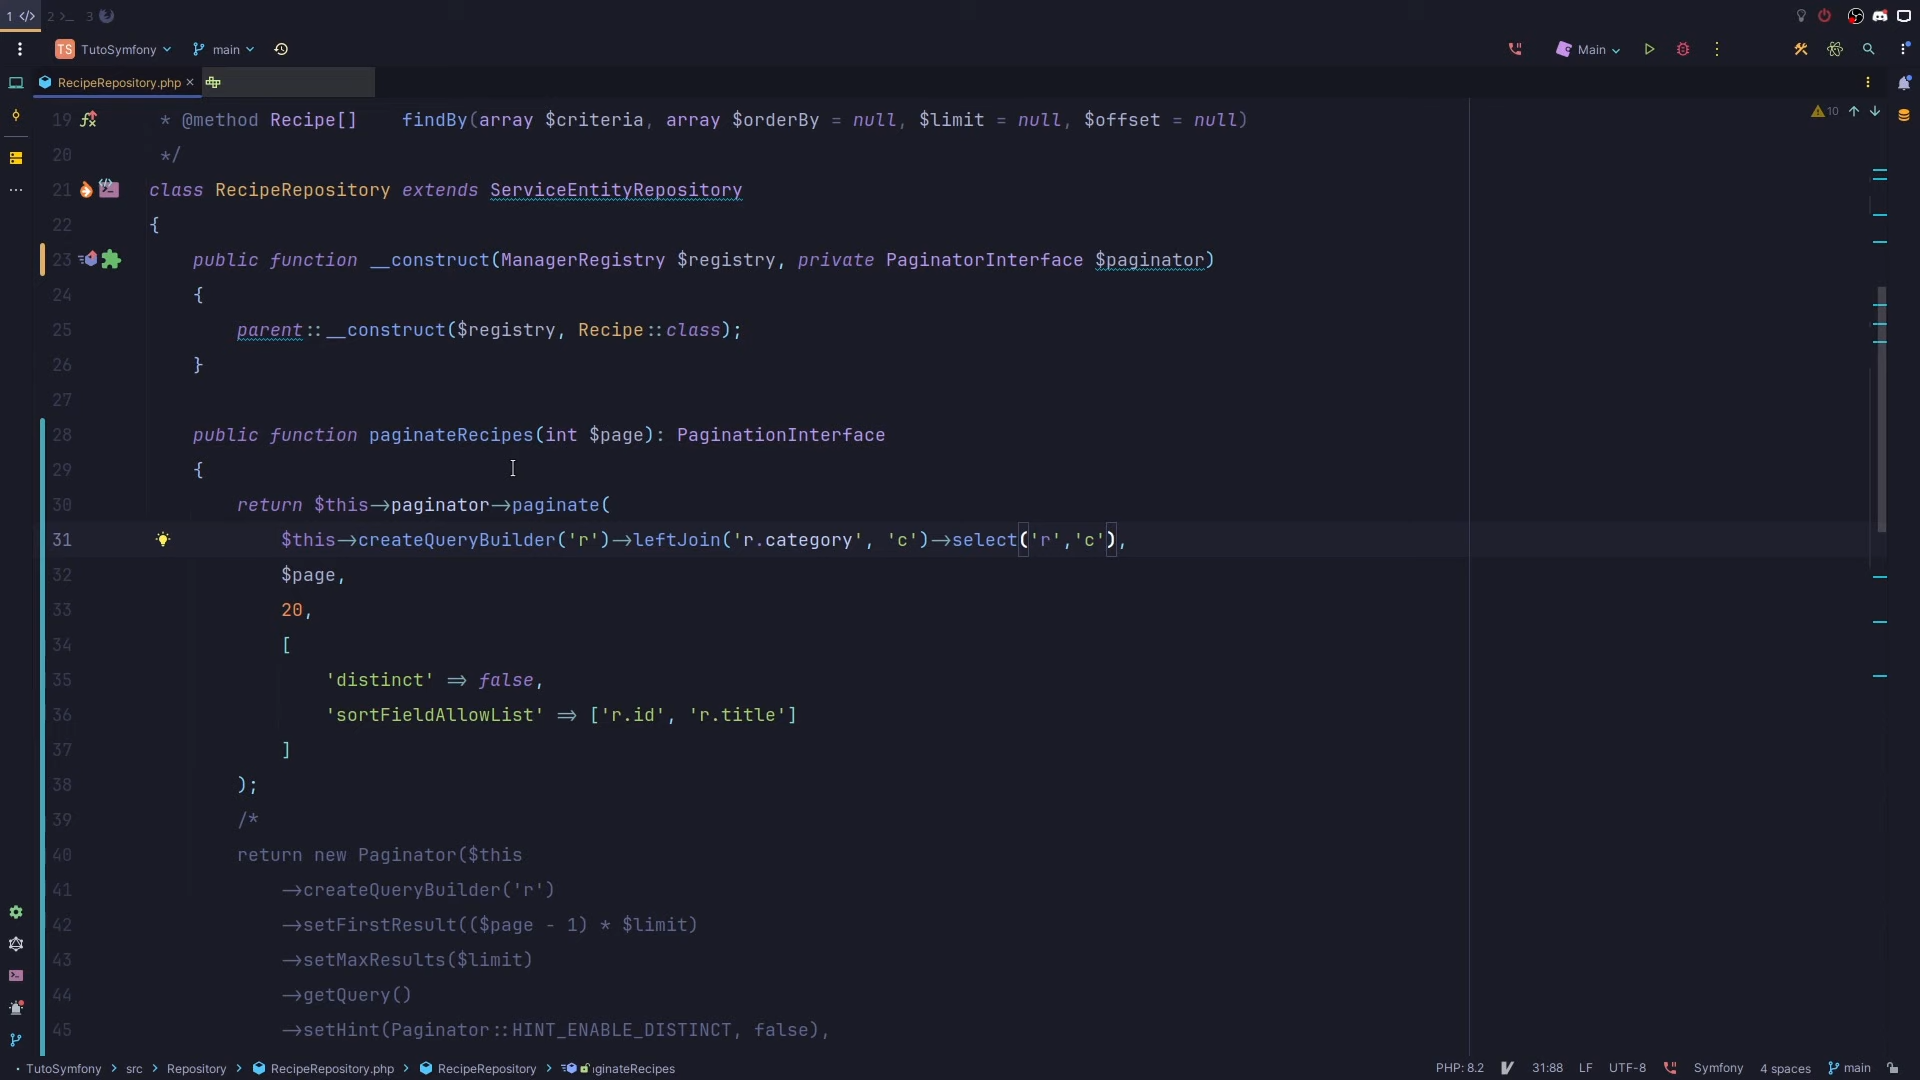 1 </> 2 >_ 3
TS TutoSymfony main Main
RecipeRepository.php ×
19 * @method Recipe[] findBy(array $criteria, array $orderBy = null, $limit = null, $offset = null)
10
20 */
21 class RecipeRepository extends ServiceEntityRepository
22 {
23 public function __construct(ManagerRegistry $registry, private PaginatorInterface $paginator)
24 {
25 parent::__construct($registry, Recipe::class);
26 }
27
28 public function paginateRecipes(int $page): PaginationInterface
29 {
30 return $this->paginator->paginate(
31 $this->createQueryBuilder('r')->leftJoin('r.category', 'c')->select('r','c'),
32 $page,
33 20,
34 [
35 'distinct' => false,
36 'sortFieldAllowList' => ['r.id', 'r.title']
37 ]
38 );
39 /*
40 return new Paginator($this
41 ->createQueryBuilder('r')
42 ->setFirstResult(($page - 1) * $limit)
43 ->setMaxResults($limit)
44 ->getQuery()
45 ->setHint(Paginator::HINT_ENABLE_DISTINCT, false),
TutoSymfony > src > Repository > RecipeRepository.php > RecipeRepository > iginateRecipes PHP: 8.2 31:88 LF UTF-8 Symfony 4 spaces main